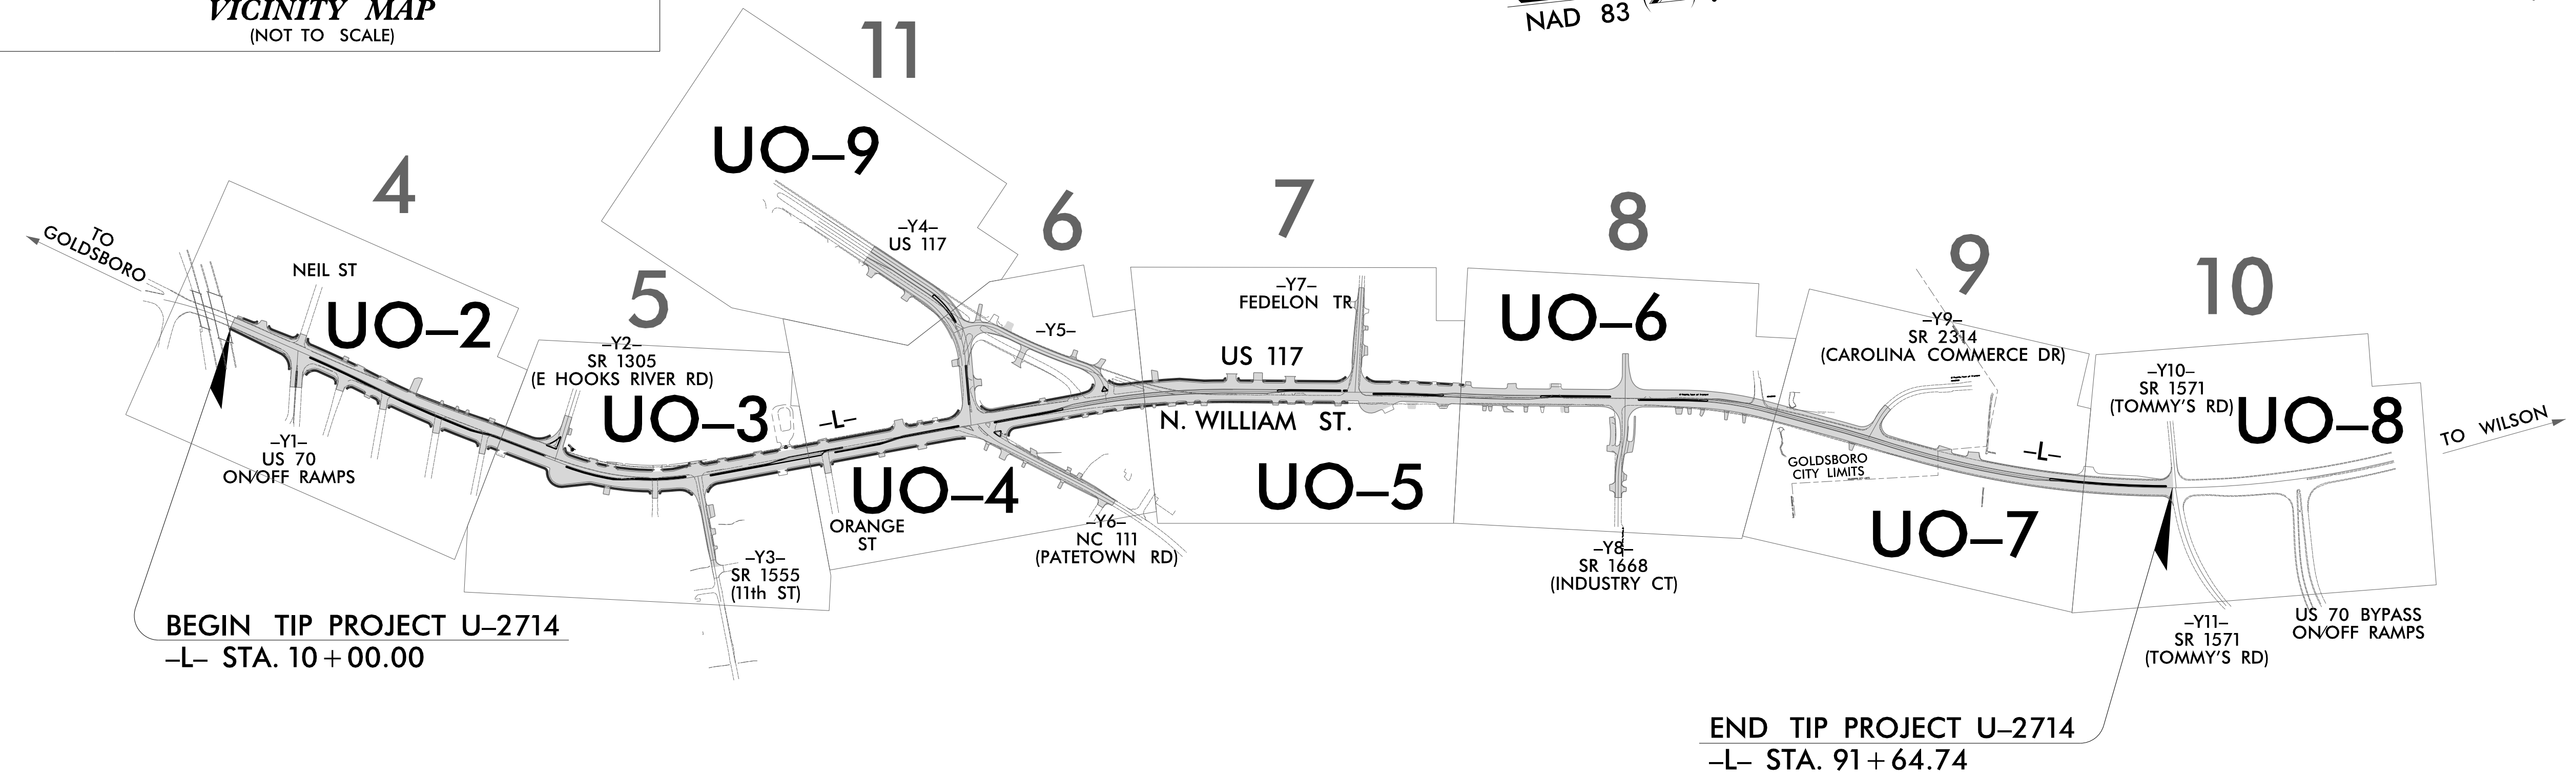 VICINITY MAP
(NOT TO SCALE)
NAD 83
11
UO–9
4
6
7
8
9
10
5
–Y4–
US 117
TO
GOLDSBORO
NEIL ST
UO–2
–Y2–
SR 1305
(E HOOKS RIVER RD)
UO–3
–Y5–
–L–
–Y7–
FEDELON TR
US 117
N. WILLIAM ST.
UO–6
–Y9–
SR 2314
(CAROLINA COMMERCE DR)
–Y10–
SR 1571
(TOMMY'S RD)
UO–8
TO WILSON
–Y1–
US 70
ON/OFF RAMPS
UO–4
UO–5
GOLDSBORO
CITY LIMITS
–L–
UO–7
ORANGE
ST
–Y6–
NC 111
(PATETOWN RD)
–Y3–
SR 1555
(11th ST)
–Y8–
SR 1668
(INDUSTRY CT)
–Y11–
SR 1571
(TOMMY'S RD)
US 70 BYPASS
ON/OFF RAMPS
BEGIN TIP PROJECT U–2714
–L– STA. 10+00.00
END TIP PROJECT U–2714
–L– STA. 91+64.74